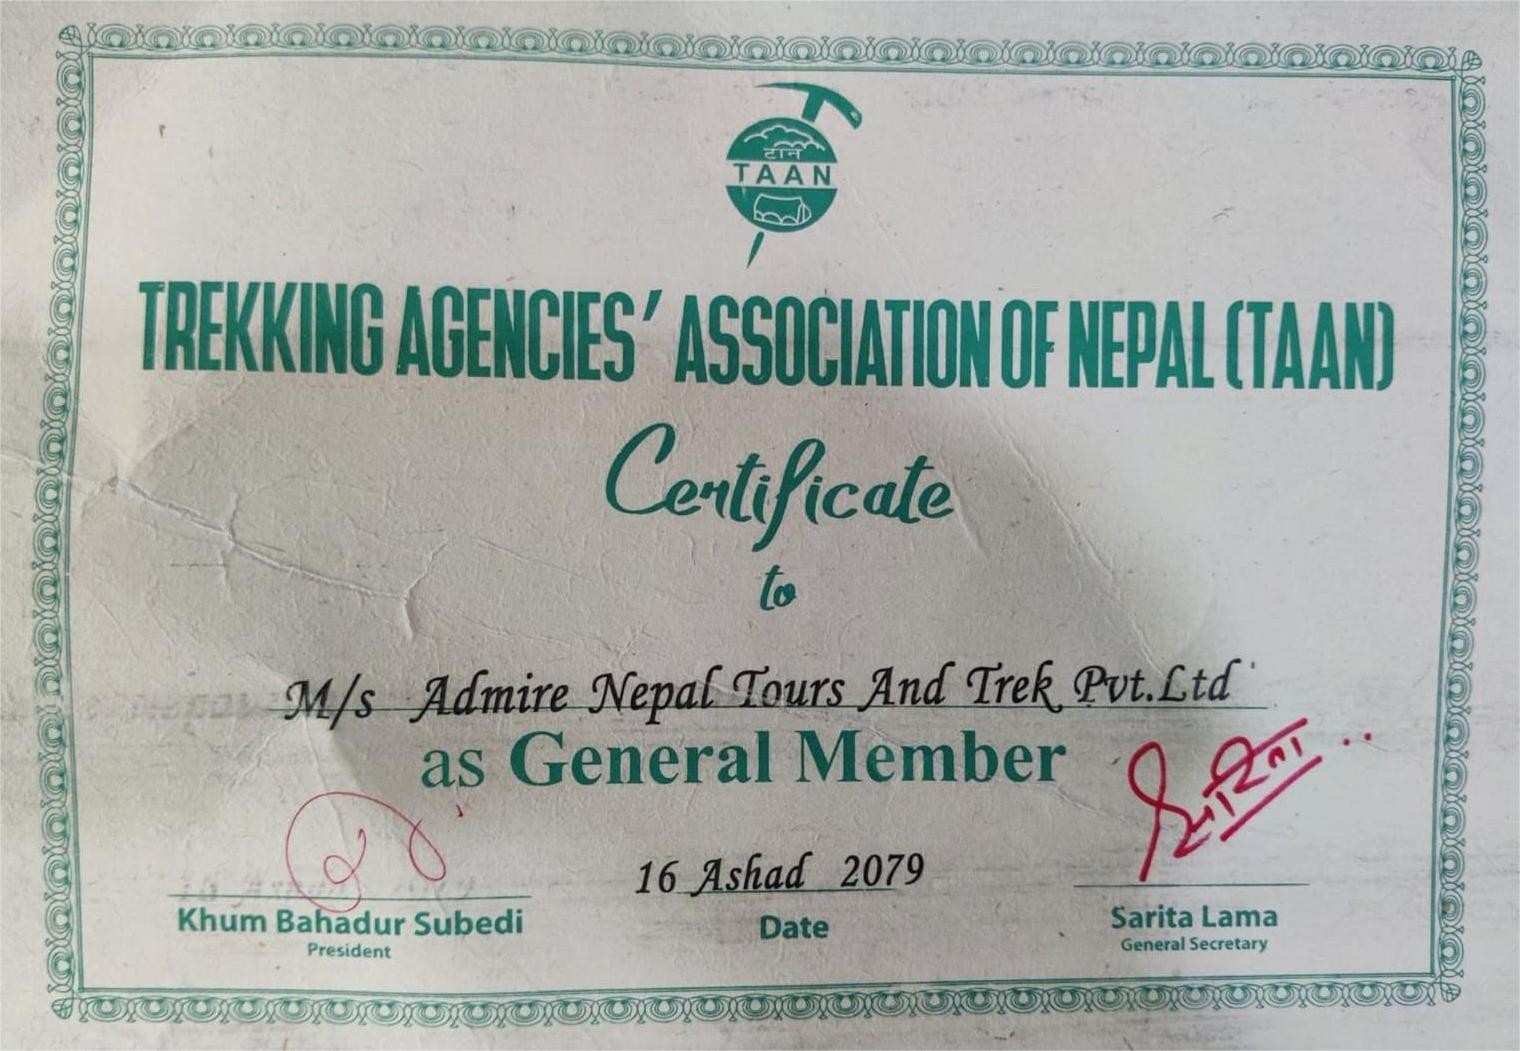 टान
TAAN
TREKKING AGENCIES' ASSOCIATION OF NEPAL (TAAN)
Certificate
to
M/s Admire Nepal Tours And Trek Pvt.Ltd
as General Member
सरिता
16 Ashad 2079
Khum Bahadur Subedi
President
Date
Sarita Lama
General Secretary